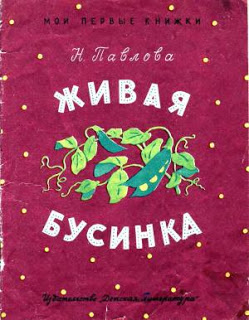 МОИ ПЕРВЫЕ КНИЖКИ
Н. Павлова
ЖИВАЯ
БУСИНКА
Издательство "Детская литература"